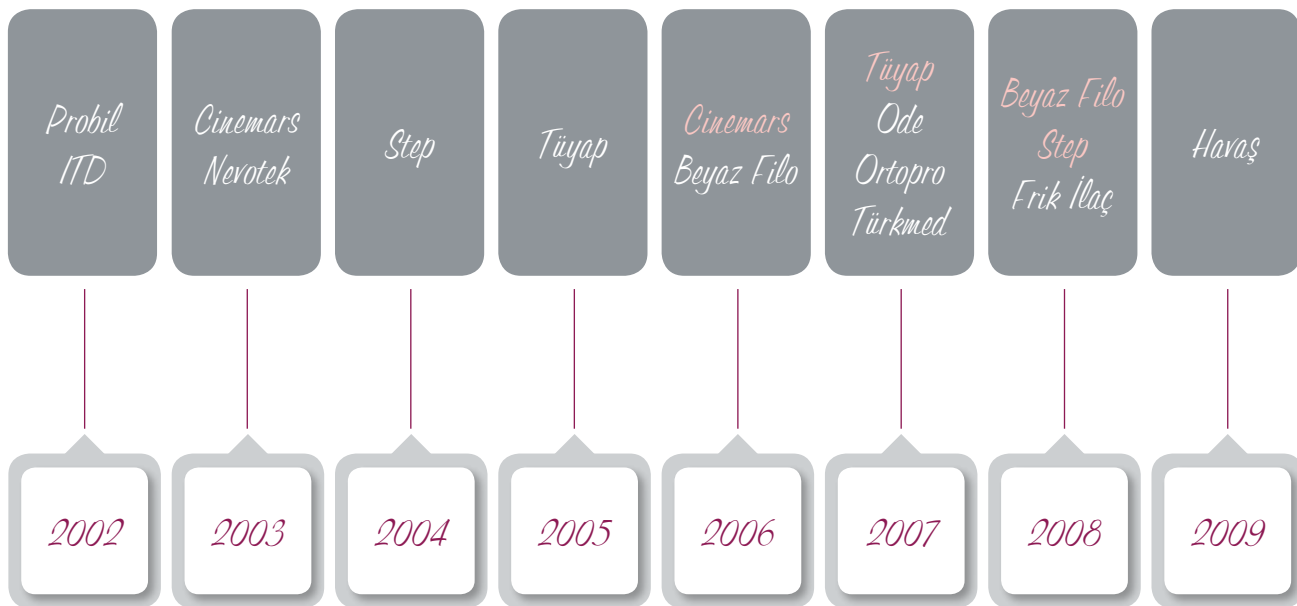 Probil
ITD
Cinemars
Nevotek
Step
Tüyap
Cinemars
Beyaz Filo
Tüyap
Ode
Ortopro
Türkmed
Beyaz Filo
Step
Frik İlaç
Havaş
2002
2003
2004
2005
2006
2007
2008
2009